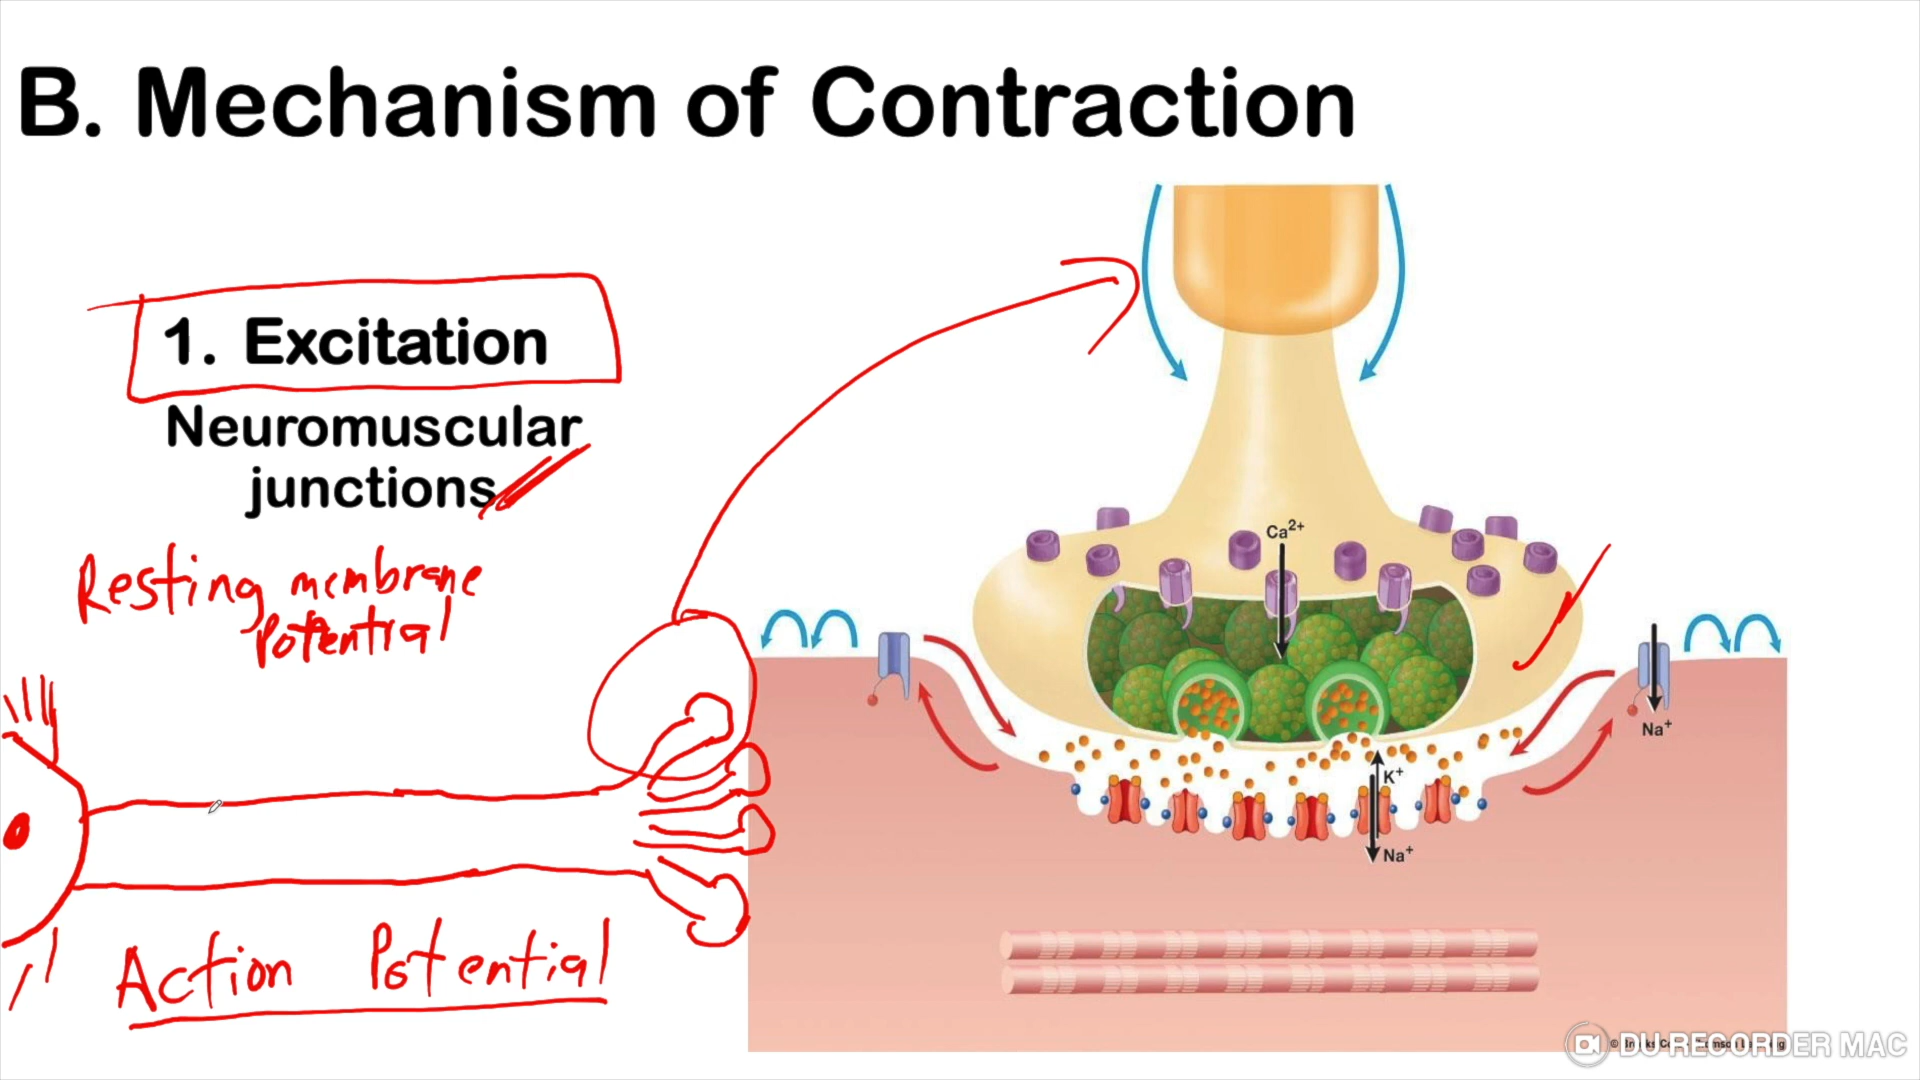 B. Mechanism of Contraction
1. Excitation
Neuromuscular
junctions
Resting membrane
Potential
Action Potential
Ca2+
Na+
K+
Na+
DU RECORDER MAC